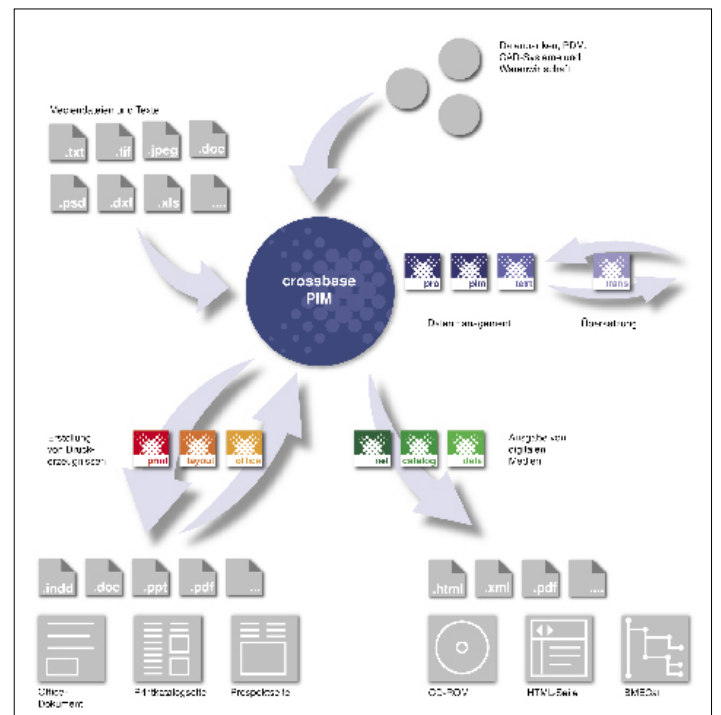 Datenbanken, PDM,
CAD-Systeme und
Warenwirtschaft
Mediendateien und Texte
.txt
.tif
.jpeg
.doc
.psd
.dxf
.xls
....
crossbase
PIM
pro
pim
term
trans
Datenmanagement
Übersetzung
Erstellung
von Druck-
erzeugnissen
print
layout
office
net
catalog
data
Ausgabe von
digitalen
Medien
.indd
.doc
.ppt
.pdf
...
.html
.xml
.pdf
....
Office-
Dokument
Printkatalogseite
Prospektseite
CD-ROM
HTML-Seite
BMECat